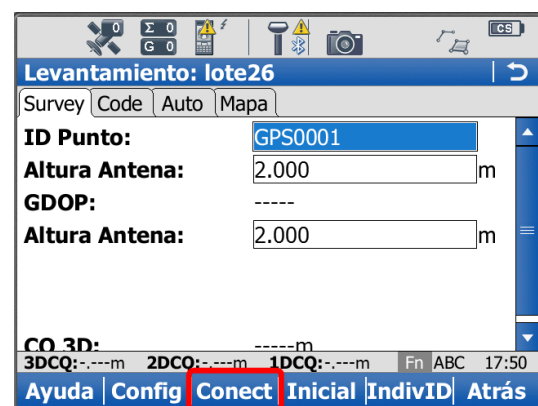 0 Σ 0 CS
G 0
Levantamiento: lote26
Survey Code Auto Mapa
ID Punto: GPS0001
Altura Antena: 2.000 m
GDOP: -----
Altura Antena: 2.000 m
CQ 3D: -----m
3DCQ:-.---m 2DCQ:-.---m 1DCQ:-.---m Fn ABC 17:50
Ayuda Config Conect Inicial IndivID Atrás